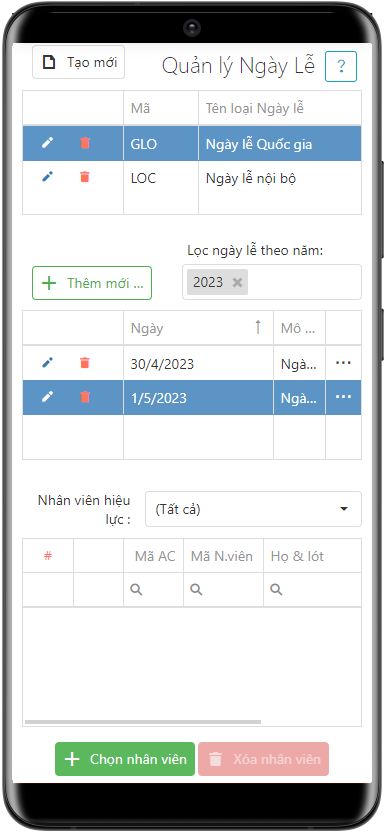 Tạo mới
Quản lý Ngày Lễ
?
Mã Tên loại Ngày lễ
GLO Ngày lễ Quốc gia
LOC Ngày lễ nội bộ
Lọc ngày lễ theo năm:
Thêm mới ...
2023
Ngày Mô ...
30/4/2023 Ngà...
1/5/2023 Ngà...
Nhân viên hiệu
lực :
(Tất cả)
# Mã AC Mã N.viên Họ & lót
Chọn nhân viên
Xóa nhân viên